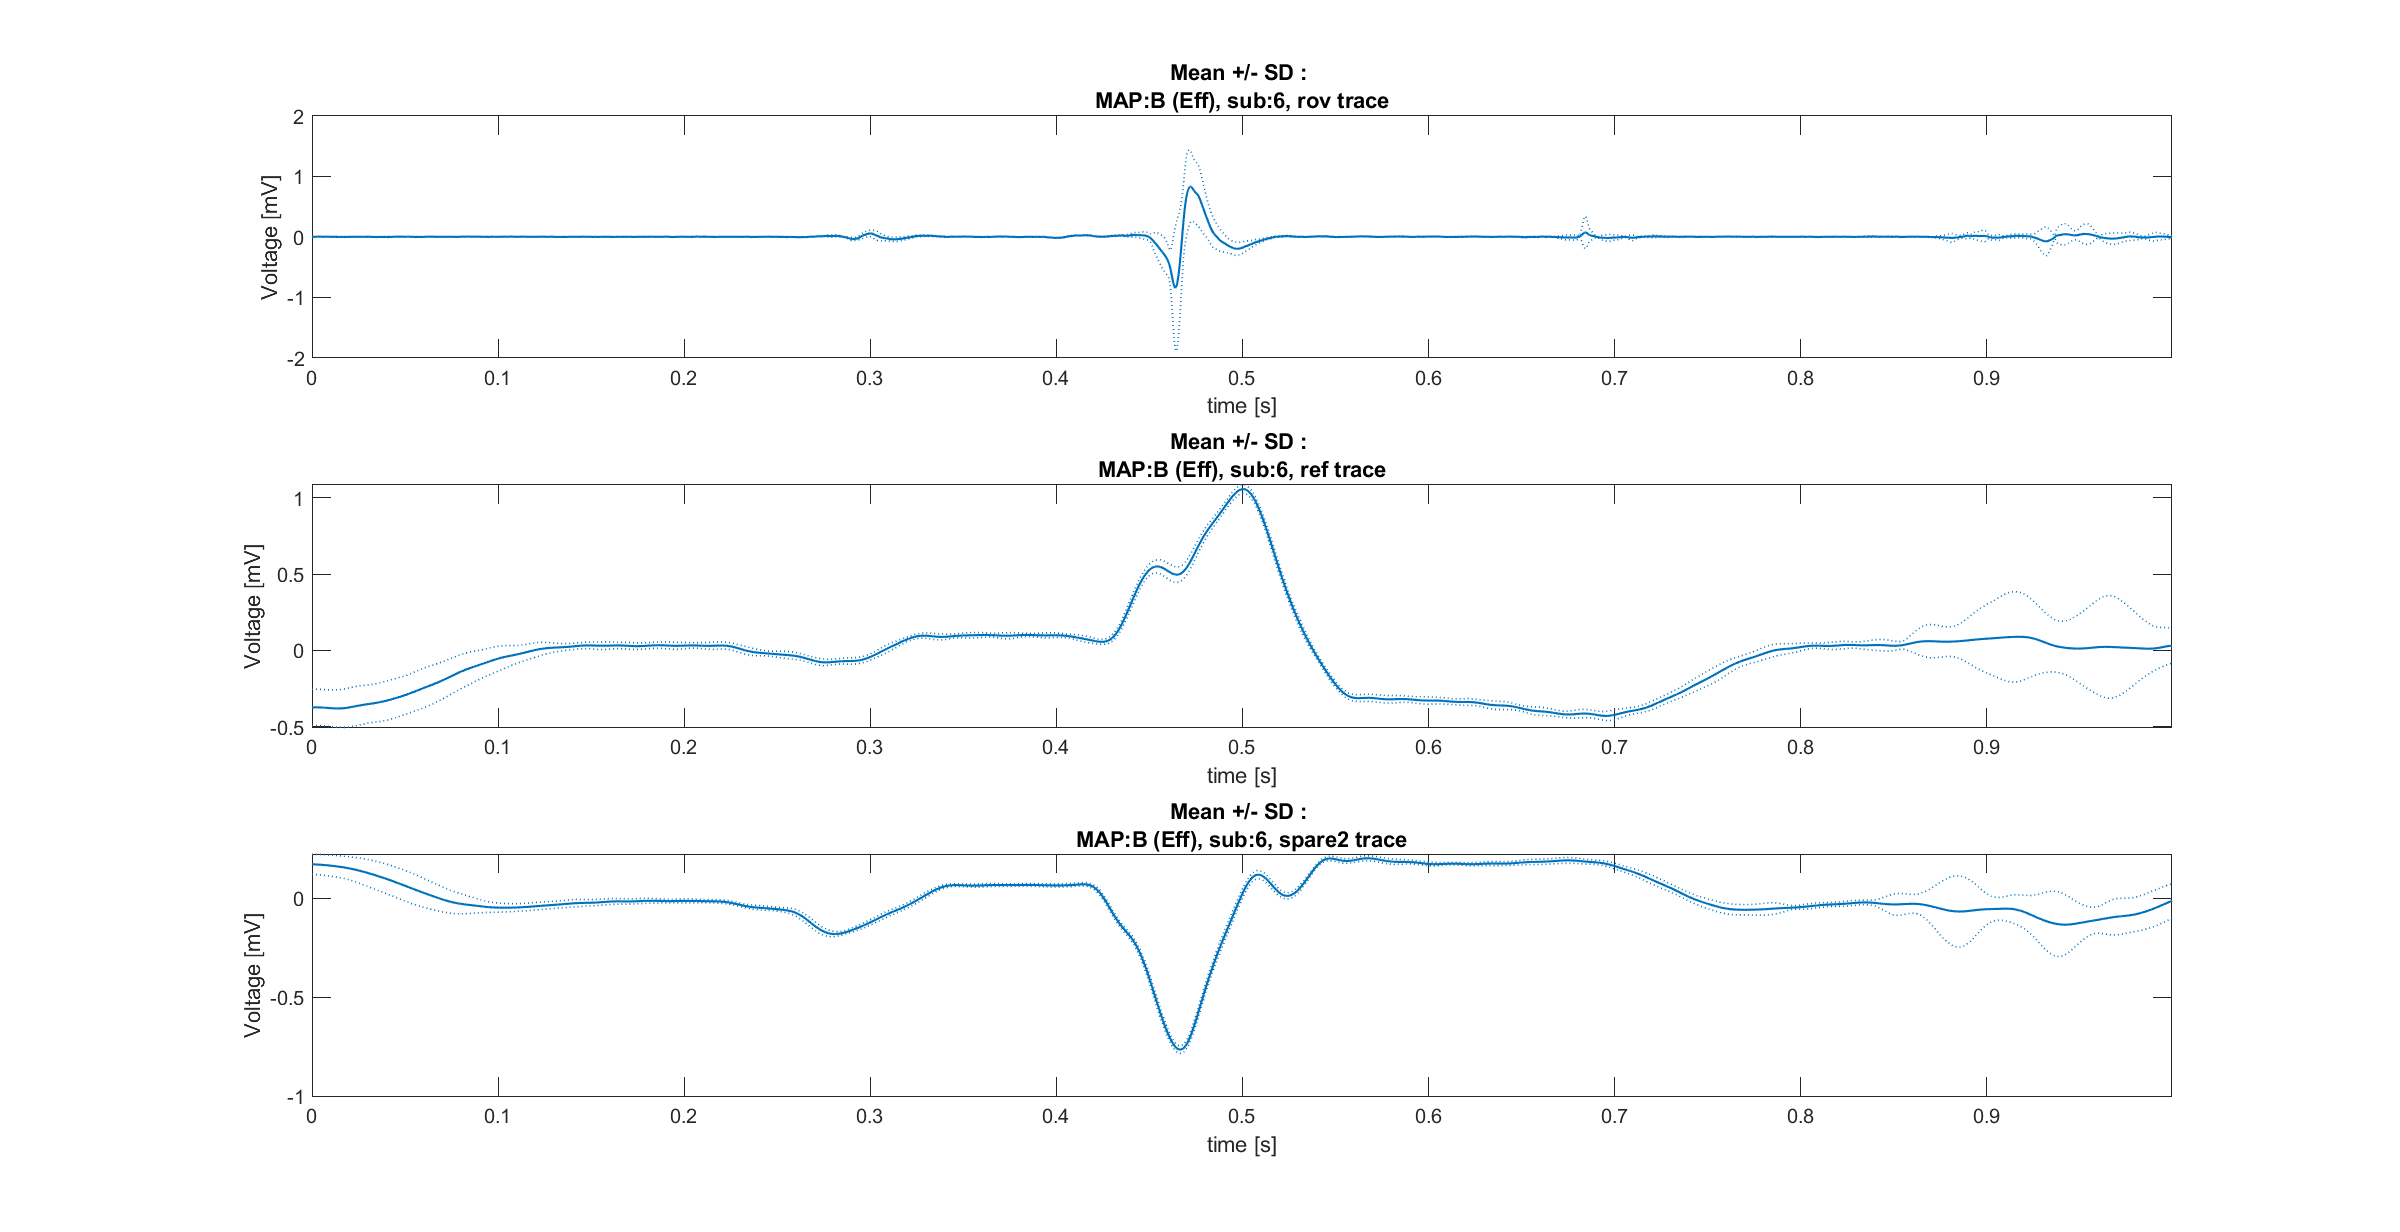 Mean +/- SD :
MAP:B (Eff), sub:6, rov trace
Voltage [mV]
2
1
0
-1
-2
0 0.1 0.2 0.3 0.4 0.5 0.6 0.7 0.8 0.9
time [s]
Mean +/- SD :
MAP:B (Eff), sub:6, ref trace
Voltage [mV]
1
0.5
0
-0.5
0 0.1 0.2 0.3 0.4 0.5 0.6 0.7 0.8 0.9
time [s]
Mean +/- SD :
MAP:B (Eff), sub:6, spare2 trace
Voltage [mV]
0
-0.5
-1
0 0.1 0.2 0.3 0.4 0.5 0.6 0.7 0.8 0.9
time [s]